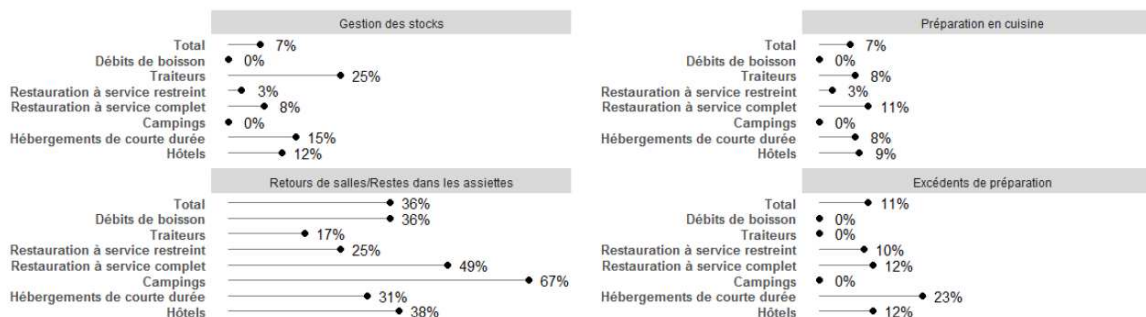 Gestion des stocks
Total 7%
Débits de boisson 0%
Traiteurs 25%
Restauration à service restreint 3%
Restauration à service complet 8%
Campings 0%
Hébergements de courte durée 15%
Hôtels 12%
Préparation en cuisine
Total 7%
Débits de boisson 0%
Traiteurs 8%
Restauration à service restreint 3%
Restauration à service complet 11%
Campings 0%
Hébergements de courte durée 8%
Hôtels 9%
Retours de salles/Restes dans les assiettes
Total 36%
Débits de boisson 36%
Traiteurs 17%
Restauration à service restreint 25%
Restauration à service complet 49%
Campings 67%
Hébergements de courte durée 31%
Hôtels 38%
Excédents de préparation
Total 11%
Débits de boisson 0%
Traiteurs 0%
Restauration à service restreint 10%
Restauration à service complet 12%
Campings 0%
Hébergements de courte durée 23%
Hôtels 12%